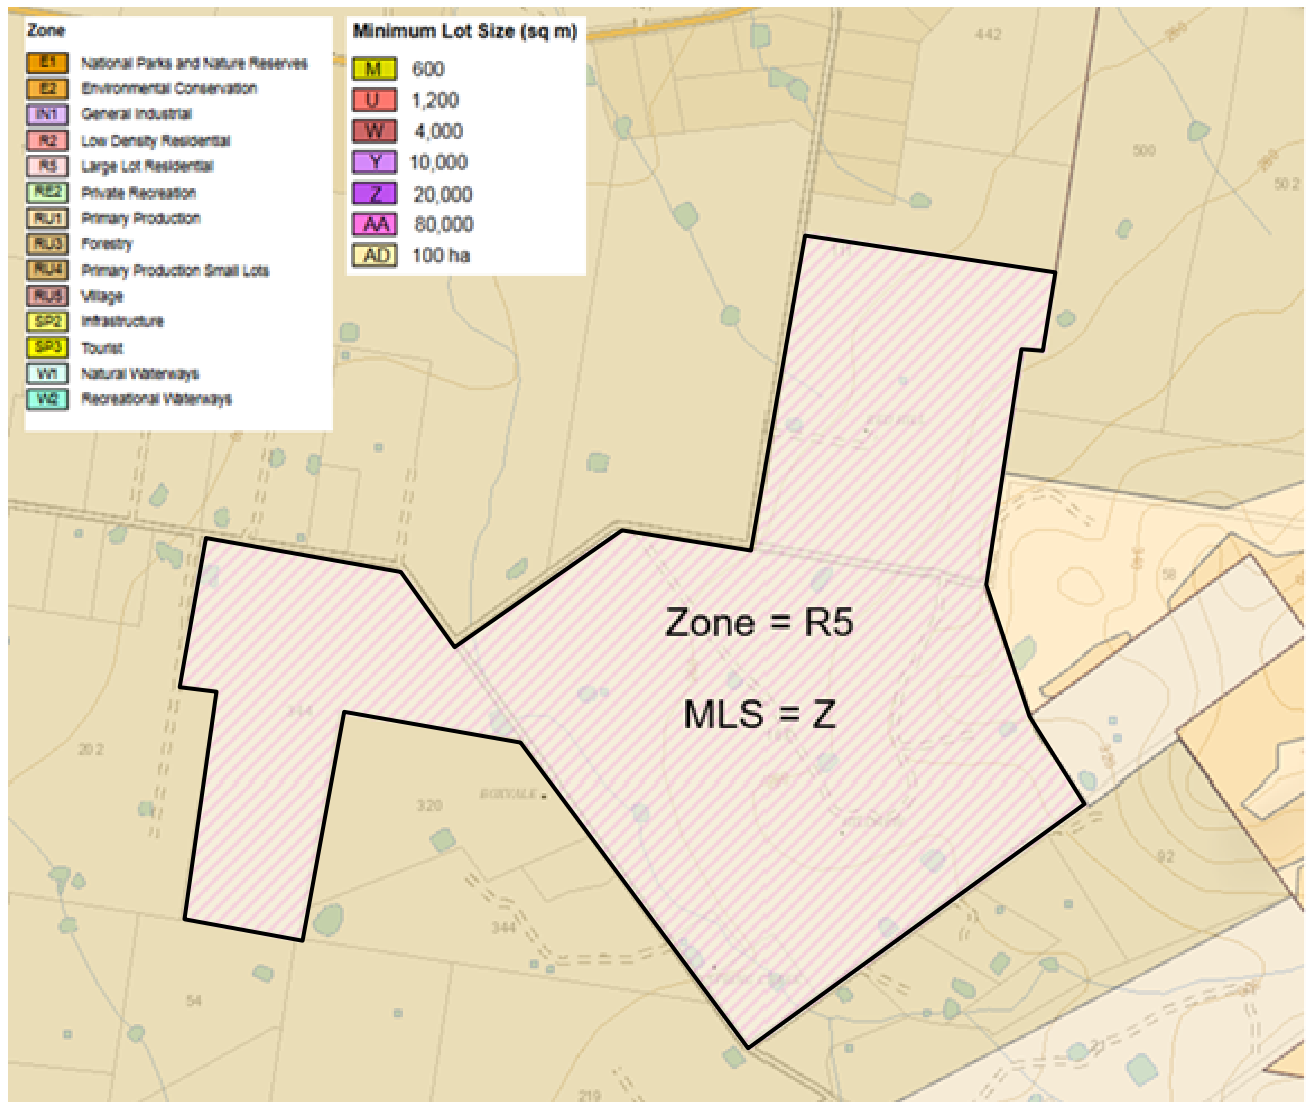 Zone
E1 National Parks and Nature Reserves
E2 Environmental Conservation
IN1 General Industrial
R2 Low Density Residential
R5 Large Lot Residential
RE2 Private Recreation
RU1 Primary Production
RU3 Forestry
RU4 Primary Production Small Lots
RU5 Village
SP2 Infrastructure
SP3 Tourist
W1 Natural Waterways
W2 Recreational Waterways
Minimum Lot Size (sq m)
M 600
U 1,200
W 4,000
Y 10,000
Z 20,000
AA 80,000
AD 100 ha
442
500
50 2
58
Zone = R5
MLS = Z
20 2
320
344
92
54
219